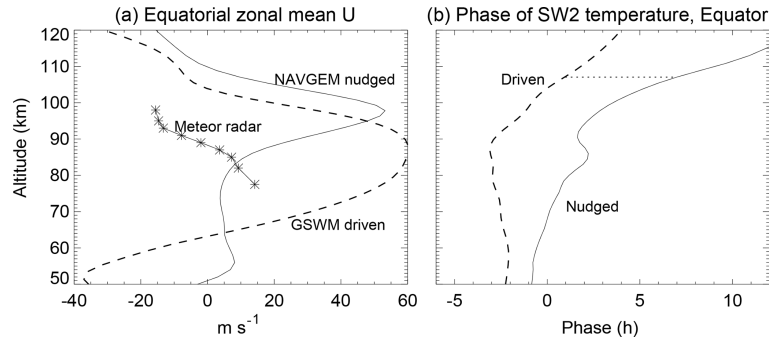 (a) Equatorial zonal mean U
(b) Phase of SW2 temperature, Equator
120
110
100
90
80
70
60
50
Altitude (km)
NAVGEM nudged
Meteor radar
GSWM driven
-40 -20 0 20 40 60
m s⁻¹
Driven
Nudged
-5 0 5 10
Phase (h)